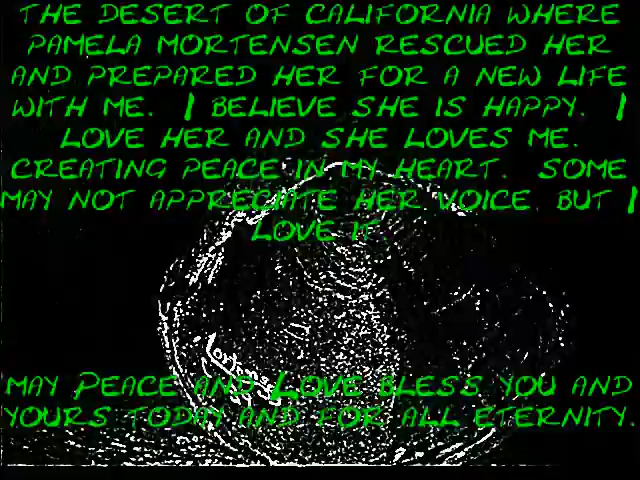 THE DESERT OF CALIFORNIA WHERE
PAMELA MORTENSEN RESCUED HER
AND PREPARED HER FOR A NEW LIFE
WITH ME. I BELIEVE SHE IS HAPPY. I
LOVE HER AND SHE LOVES ME.
CREATING PEACE IN MY HEART. SOME
MAY NOT APPRECIATE HER VOICE. BUT I
LOVE IT.
MAY PEACE AND LOVE BLESS YOU AND
YOURS TODAY AND FOR ALL ETERNITY.